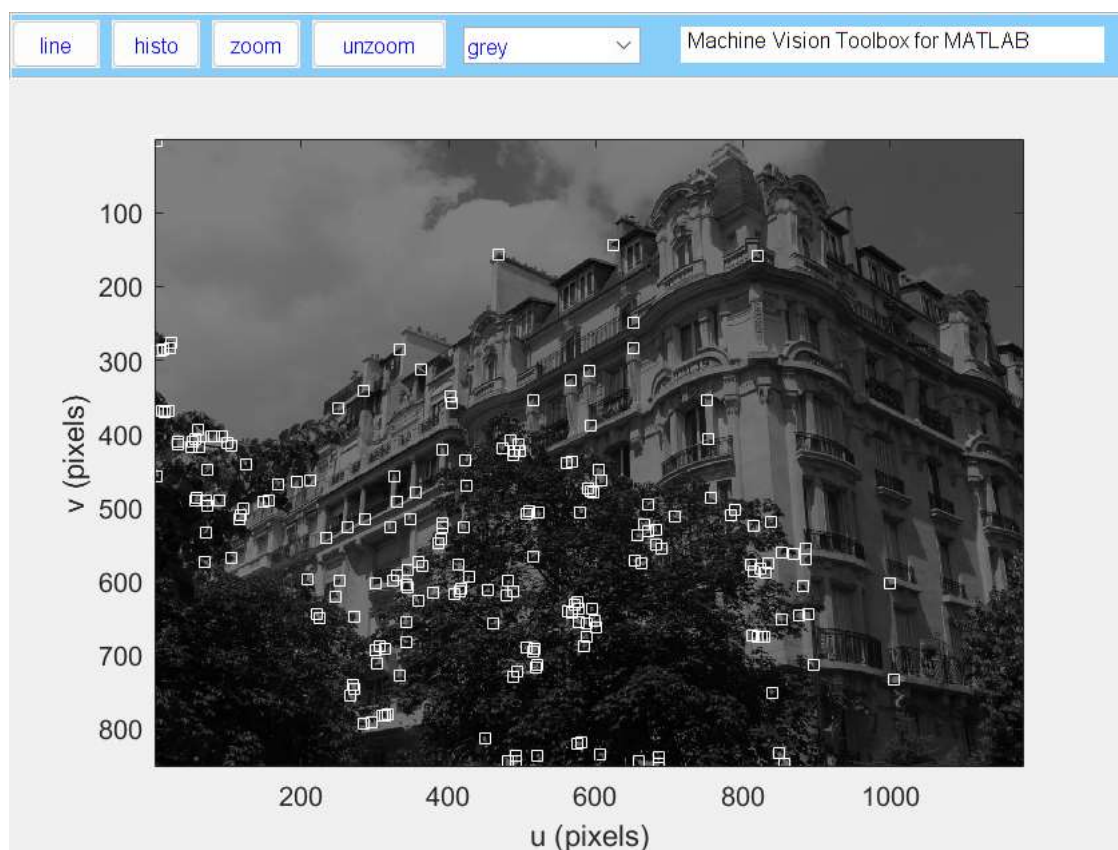 line histo zoom unzoom grey Machine Vision Toolbox for MATLAB
100
200
300
400
500
600
700
800
v (pixels)
200 400 600 800 1000
u (pixels)